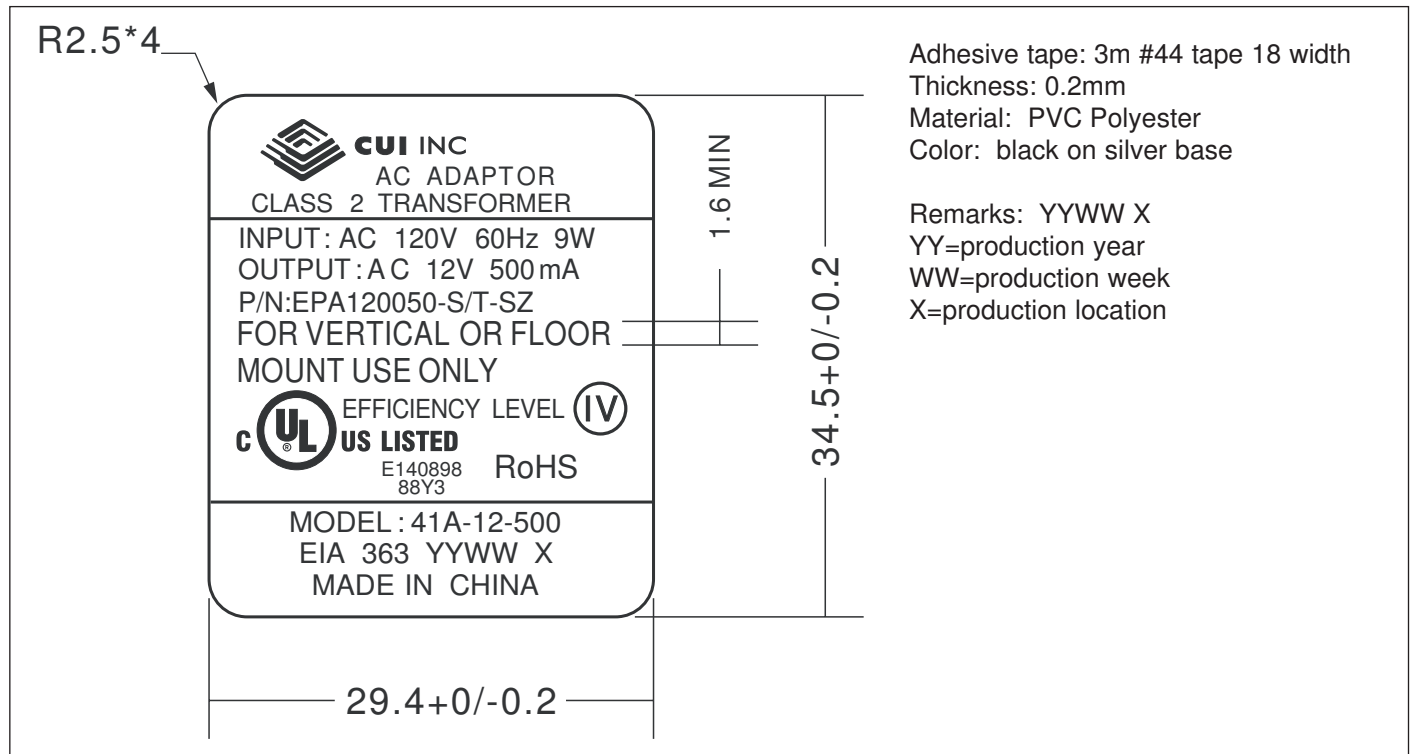 R2.5*4
CUI INC
AC ADAPTOR
CLASS 2 TRANSFORMER
INPUT: AC 120V 60Hz 9W
OUTPUT: AC 12V 500mA
P/N:EPA120050-S/T-SZ
FOR VERTICAL OR FLOOR
MOUNT USE ONLY
EFFICIENCY LEVEL IV
C UL ® US LISTED
E140898
88Y3
RoHS
MODEL: 41A-12-500
EIA 363 YYWW X
MADE IN CHINA
1.6 MIN
34.5+0/-0.2
29.4+0/-0.2
Adhesive tape: 3m #44 tape 18 width
Thickness: 0.2mm
Material: PVC Polyester
Color: black on silver base
Remarks: YYWW X
YY=production year
WW=production week
X=production location